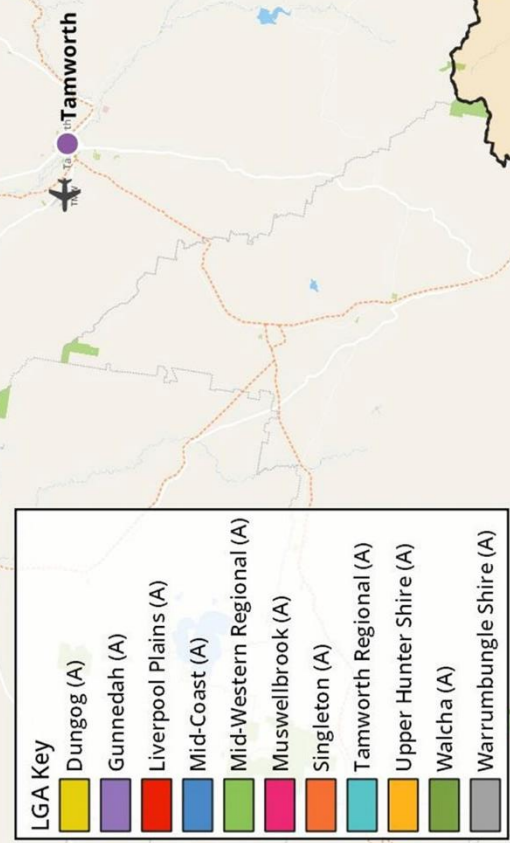 Tamworth
LGA Key
Dungog (A)
Gunnedah (A)
Liverpool Plains (A)
Mid-Coast (A)
Mid-Western Regional (A)
Muswellbrook (A)
Singleton (A)
Tamworth Regional (A)
Upper Hunter Shire (A)
Walcha (A)
Warrumbungle Shire (A)